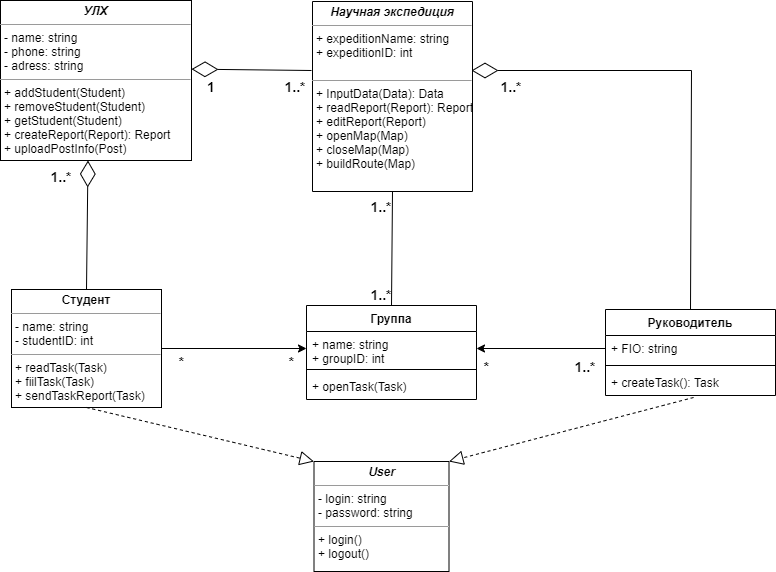 УЛХ
- name: string
- phone: string
- adress: string
+ addStudent(Student)
+ removeStudent(Student)
+ getStudent(Student)
+ createReport(Report): Report
+ uploadPostInfo(Post)
Научная экспедиция
+ expeditionName: string
+ expeditionID: int
+ InputData(Data): Data
+ readReport(Report): Report
+ editReport(Report)
+ openMap(Map)
+ closeMap(Map)
+ buildRoute(Map)
1
1..*
1..*
1..*
1..*
1..*
Студент
- name: string
- studentID: int
+ readTask(Task)
+ fiilTask(Task)
+ sendTaskReport(Task)
*
*
Группа
+ name: string
+ groupID: int
+ openTask(Task)
*
1..*
Руководитель
+ FIO: string
+ createTask(): Task
User
- login: string
- password: string
+ login()
+ logout()